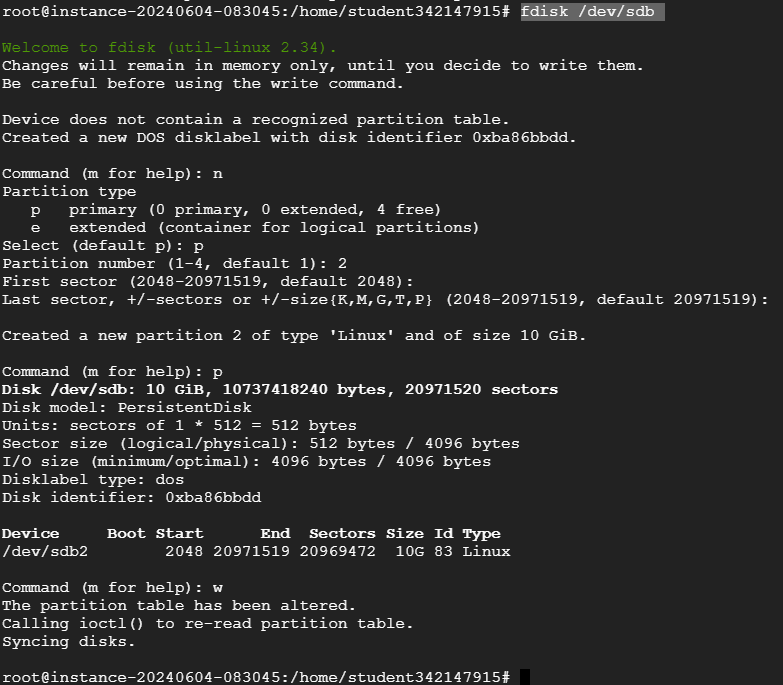 root@instance-20240604-083045:/home/student342147915# fdisk /dev/sdb
Welcome to fdisk (util-linux 2.34).
Changes will remain in memory only, until you decide to write them.
Be careful before using the write command.
Device does not contain a recognized partition table.
Created a new DOS disklabel with disk identifier 0xba86bbdd.
Command (m for help): n
Partition type
   p   primary (0 primary, 0 extended, 4 free)
   e   extended (container for logical partitions)
Select (default p): p
Partition number (1-4, default 1): 2
First sector (2048-20971519, default 2048):
Last sector, +/-sectors or +/-size{K,M,G,T,P} (2048-20971519, default 20971519):
Created a new partition 2 of type 'Linux' and of size 10 GiB.
Command (m for help): p
Disk /dev/sdb: 10 GiB, 10737418240 bytes, 20971520 sectors
Disk model: PersistentDisk
Units: sectors of 1 * 512 = 512 bytes
Sector size (logical/physical): 512 bytes / 4096 bytes
I/O size (minimum/optimal): 4096 bytes / 4096 bytes
Disklabel type: dos
Disk identifier: 0xba86bbdd
Device     Boot Start      End  Sectors Size Id Type
/dev/sdb2        2048 20971519 20969472  10G 83 Linux
Command (m for help): w
The partition table has been altered.
Calling ioctl() to re-read partition table.
Syncing disks.
root@instance-20240604-083045:/home/student342147915#